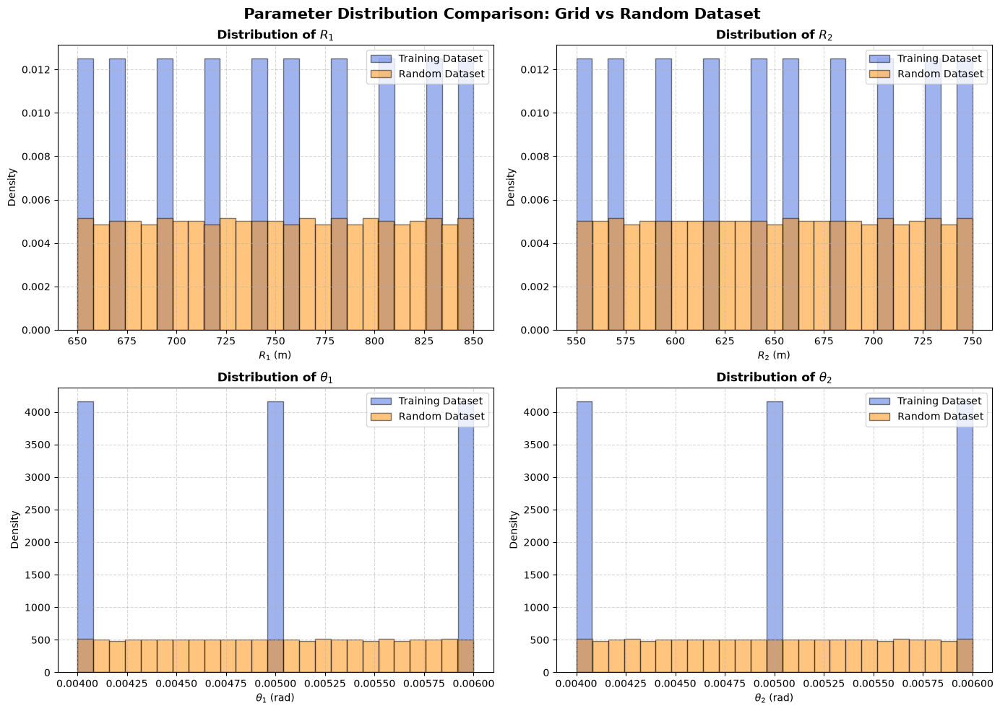 Parameter Distribution Comparison: Grid vs Random Dataset
Distribution of R₁
Training Dataset
Random Dataset
Density
0.012
0.010
0.008
0.006
0.004
0.002
0.000
650 675 700 725 750 775 800 825 850
R₁ (m)
Distribution of R₂
Training Dataset
Random Dataset
Density
0.012
0.010
0.008
0.006
0.004
0.002
0.000
550 575 600 625 650 675 700 725 750
R₂ (m)
Distribution of θ₁
Training Dataset
Random Dataset
Density
4000
3500
3000
2500
2000
1500
1000
500
0
0.00400 0.00425 0.00450 0.00475 0.00500 0.00525 0.00550 0.00575 0.00600
θ₁ (rad)
Distribution of θ₂
Training Dataset
Random Dataset
Density
4000
3500
3000
2500
2000
1500
1000
500
0
0.00400 0.00425 0.00450 0.00475 0.00500 0.00525 0.00550 0.00575 0.00600
θ₂ (rad)